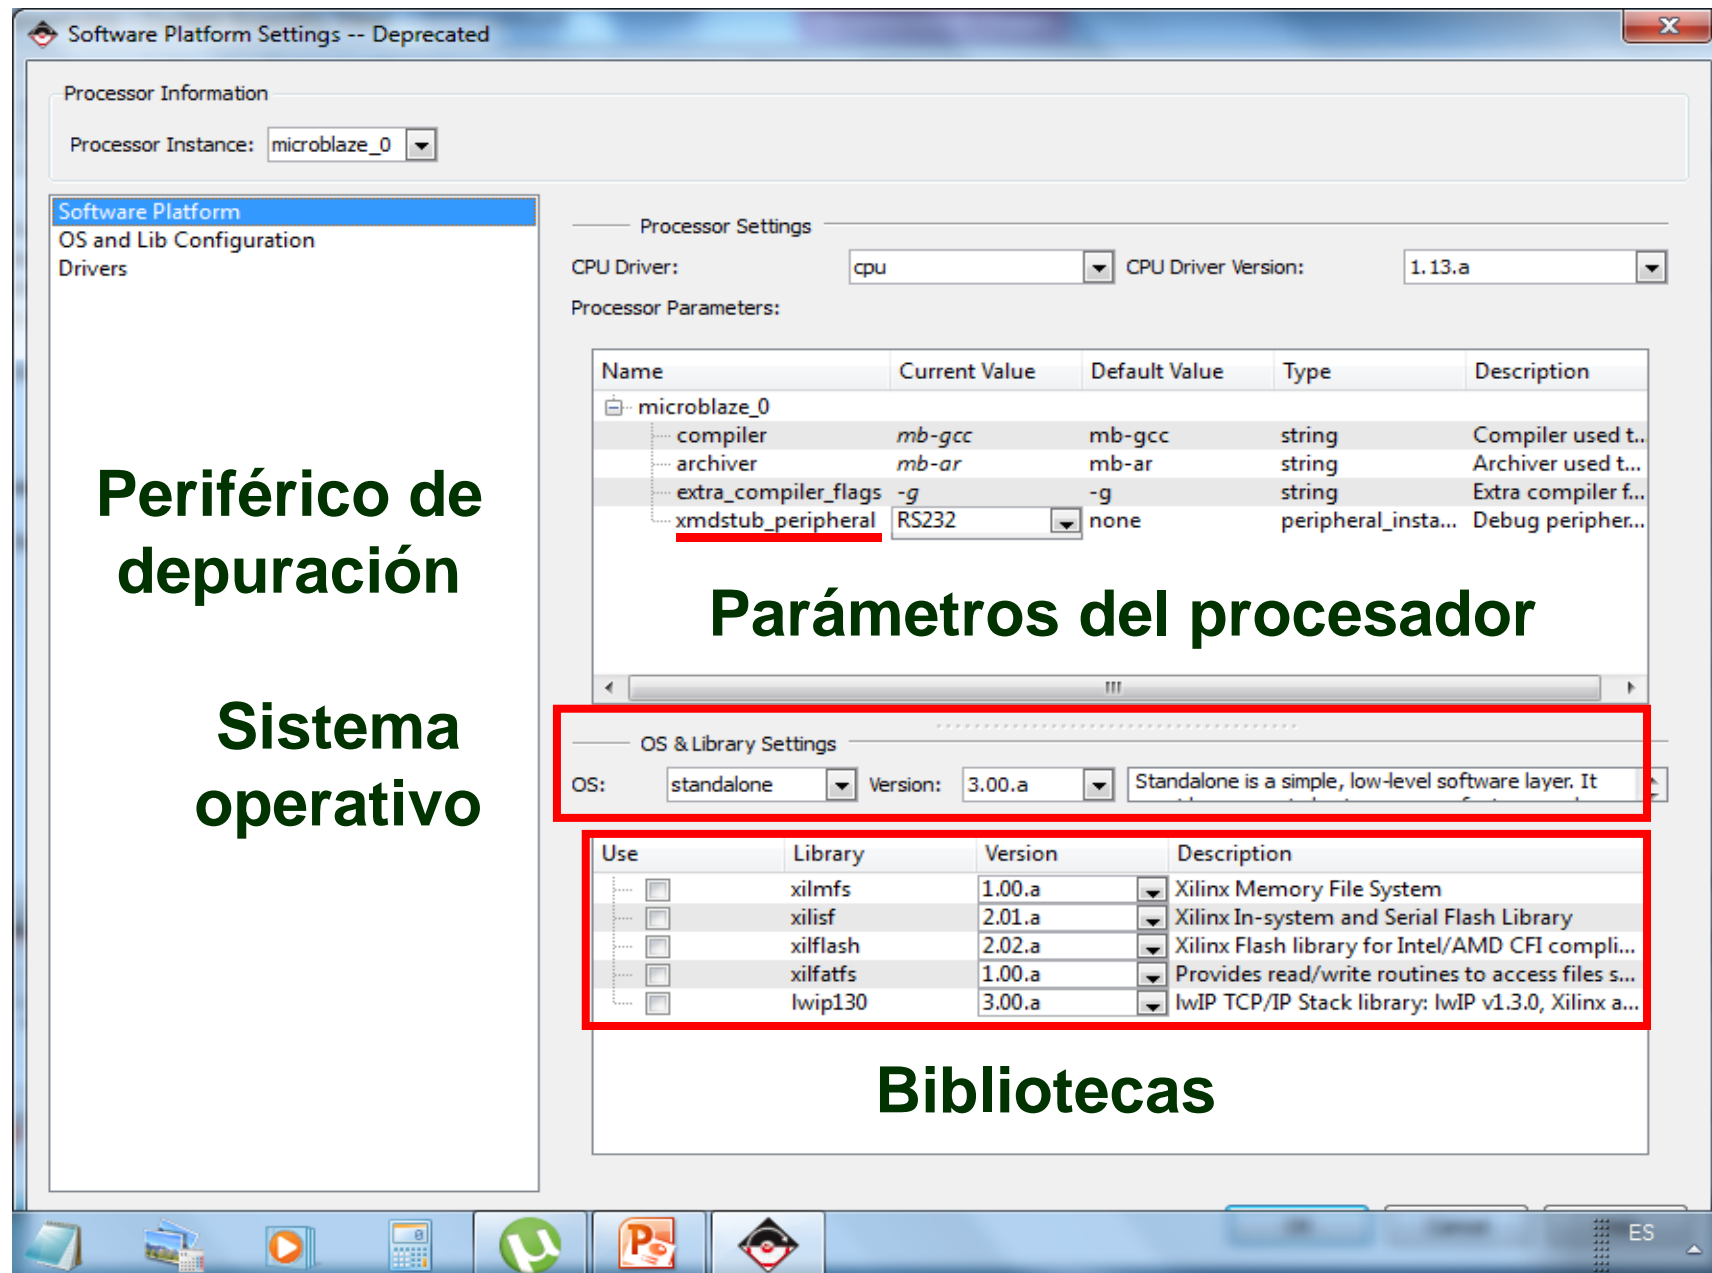 Software Platform Settings -- Deprecated
Processor Information
Processor Instance: microblaze_0
Software Platform
OS and Lib Configuration
Drivers
Processor Settings
CPU Driver: cpu CPU Driver Version: 1.13.a
Processor Parameters:
Name Current Value Default Value Type Description
microblaze_0
compiler mb-gcc mb-gcc string Compiler used t...
archiver mb-ar mb-ar string Archiver used t...
extra_compiler_flags -g -g string Extra compiler f...
xmdstub_peripheral RS232 none peripheral_insta... Debug peripher...
Periférico de
depuración
Parámetros del procesador
Sistema
operativo
OS & Library Settings
OS: standalone Version: 3.00.a Standalone is a simple, low-level software layer. It
Use Library Version Description
xilmfs 1.00.a Xilinx Memory File System
xilisf 2.01.a Xilinx In-system and Serial Flash Library
xilflash 2.02.a Xilinx Flash library for Intel/AMD CFI compli...
xilfatfs 1.00.a Provides read/write routines to access files s...
lwip130 3.00.a lwIP TCP/IP Stack library: lwIP v1.3.0, Xilinx a...
Bibliotecas
ES